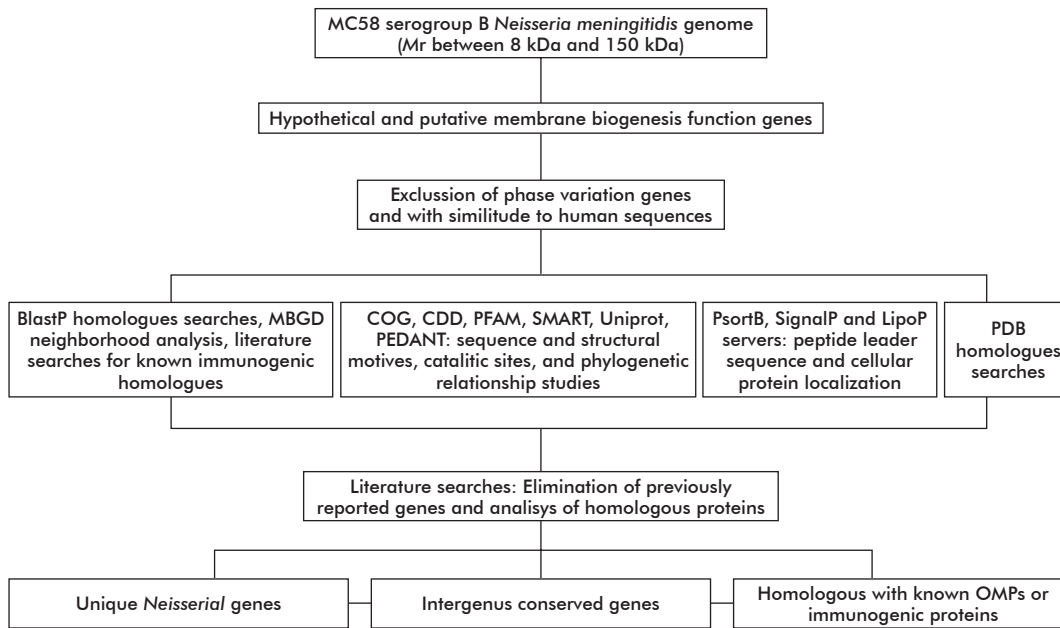 MC58 serogroup B Neisseria meningitidis genome
(Mr between 8 kDa and 150 kDa)
Hypothetical and putative membrane biogenesis function genes
Exclussion of phase variation genes
and with similitude to human sequences
BlastP homologues searches, MBGD
neighborhood analysis, literature
searches for known immunogenic
homologues
COG, CDD, PFAM, SMART, Uniprot,
PEDANT: sequence and structural
motives, catalitic sites, and phylogenetic
relationship studies
PsortB, SignalP and LipoP
servers: peptide leader
sequence and cellular
protein localization
PDB
homologues
searches
Literature searches: Elimination of previously
reported genes and analisys of homologous proteins
Unique Neisserial genes
Intergenus conserved genes
Homologous with known OMPs or
immunogenic proteins